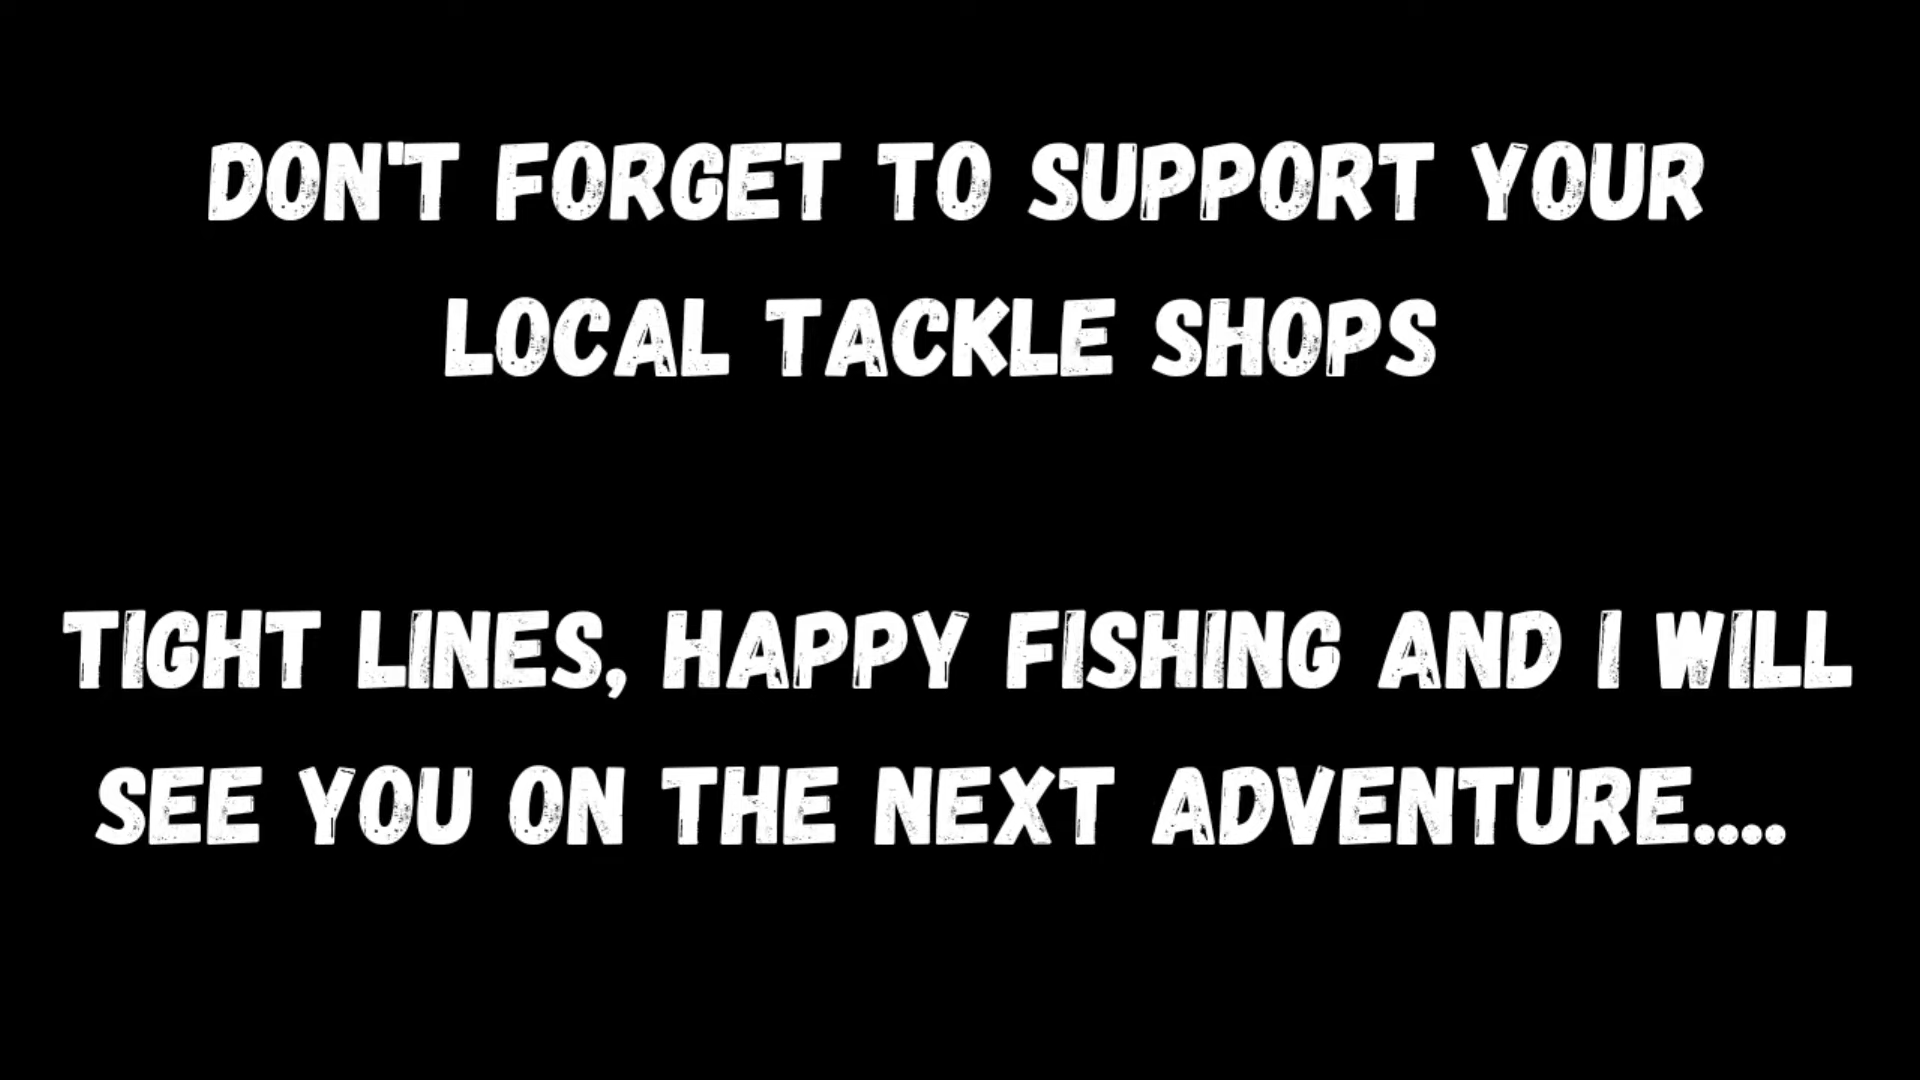 DON'T FORGET TO SUPPORT YOUR
LOCAL TACKLE SHOPS
TIGHT LINES, HAPPY FISHING AND I WILL
SEE YOU ON THE NEXT ADVENTURE....